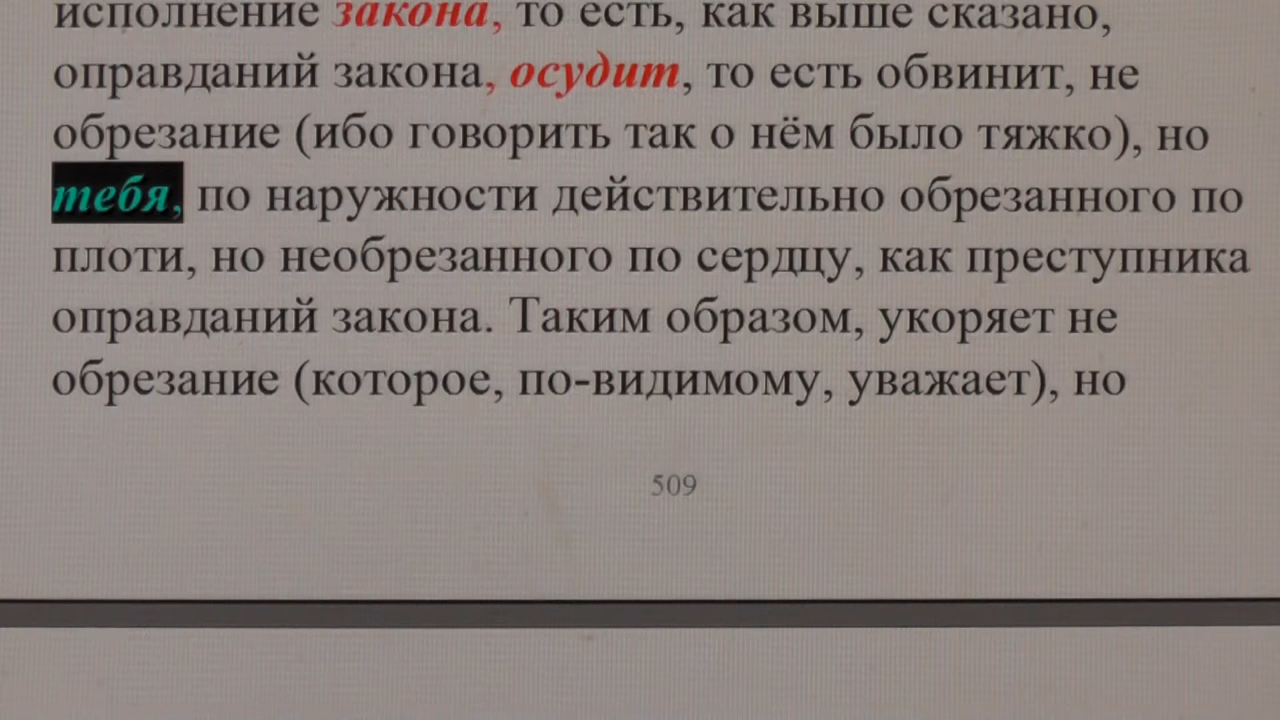 исполнение закона, то есть, как выше сказано,
оправданий закона, осудит, то есть обвинит, не
обрезание (ибо говорить так о нём было тяжко), но
тебя, по наружности действительно обрезанного по
плоти, но необрезанного по сердцу, как преступника
оправданий закона. Таким образом, укоряет не
обрезание (которое, по-видимому, уважает), но
509